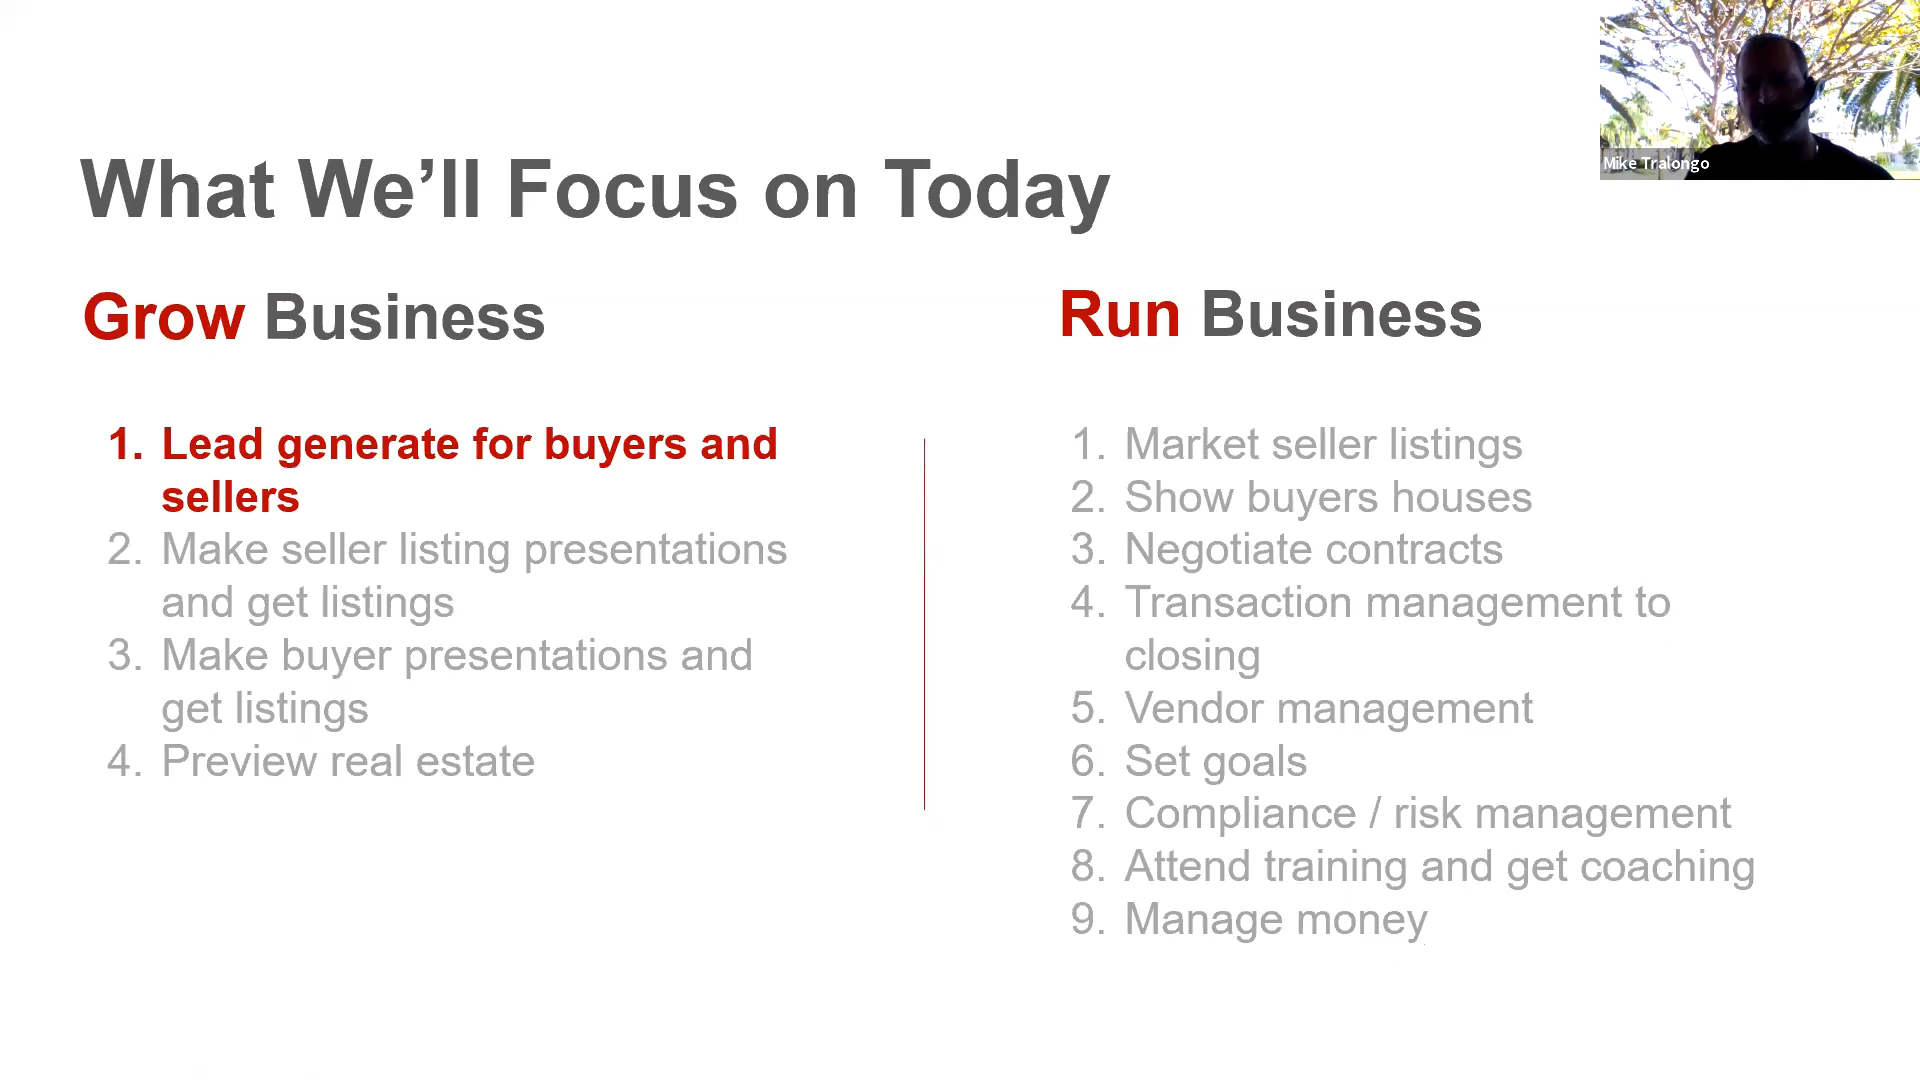 Mike Tralongo
What We’ll Focus on Today
Grow Business
1. Lead generate for buyers and
sellers
2. Make seller listing presentations
and get listings
3. Make buyer presentations and
get listings
4. Preview real estate
Run Business
1. Market seller listings
2. Show buyers houses
3. Negotiate contracts
4. Transaction management to
closing
5. Vendor management
6. Set goals
7. Compliance / risk management
8. Attend training and get coaching
9. Manage money